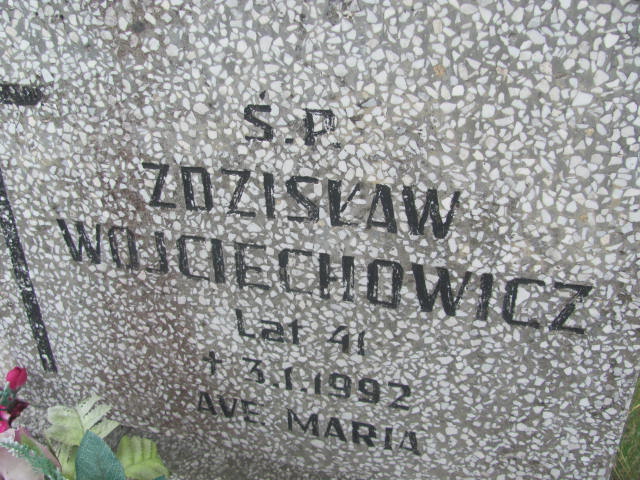 Ś.P.
ZDZISŁAW
WOJCIECHOWICZ
Lat 41
+ 3.I.1992
AVE. MARIA